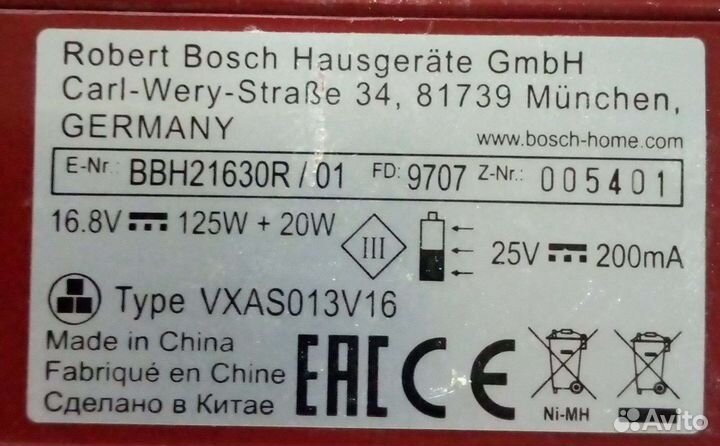 Robert Bosch Hausgeräte GmbH
Carl-Wery-Straße 34, 81739 München,
GERMANY
www.bosch-home.com
E-Nr.: BBH21630R / 01 FD: 9707 Z-Nr.: 005401
16.8V 125W + 20W III 25V 200mA
Type VXAS013V16
Made in China
Fabriqué en Chine
Сделано в Китае
EAC CE
Ni-MH
Avito